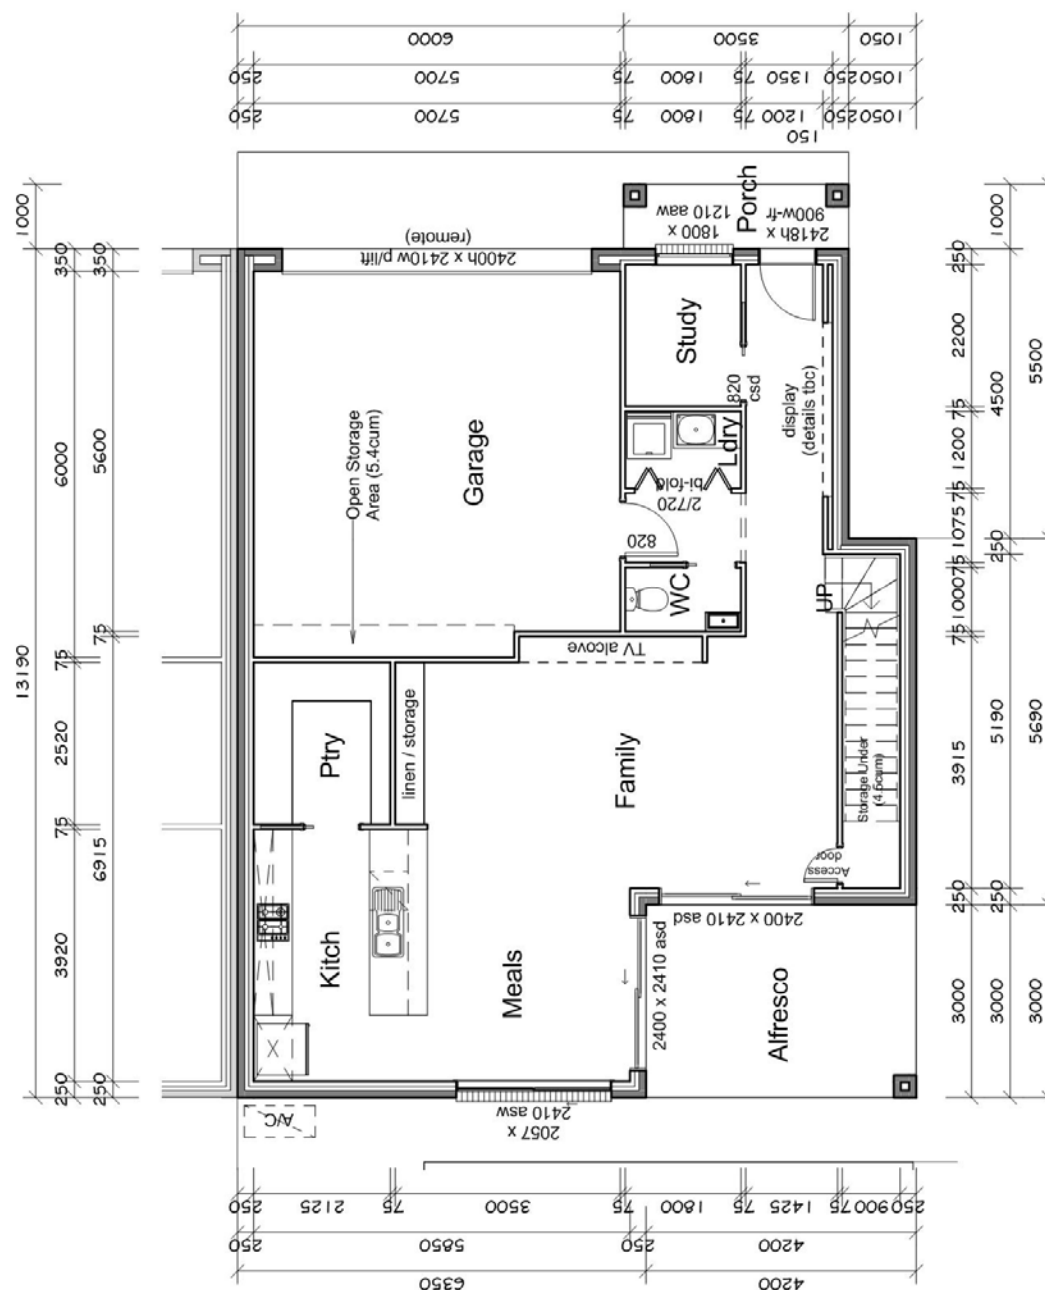 6000
3500
1050
250
5700
75
1800
75
1350
250
1050
250
5700
75
1800
75
1200
250
1050
150
1000
13190
350
6000
75
2520
75
3920
250
350
5600
75
6915
250
Porch
1800 x
1210 aaw
2418h x
900w-fr
(remote)
2400h x 2410w p/lift
Study
820
csd
display
(details tbc)
Garage
Open Storage
Area (5.4cum)
Ldry
2/720
bi-fold
820
WC
UP
TV alcove
Ptry
linen / storage
Family
Storage Under
(4.5cum)
Access
door
Kitch
Meals
2400 x 2410 asd
2400 x 2410 asd
Alfresco
A/C
2057 x
2410 asw
250
2200
75
1200
75
1075
75
1000
75
3915
250
3000
4500
250
5190
250
3000
1000
5500
5690
3000
250
2125
75
3500
75
1800
75
1425
75
900
250
250
5850
250
4200
6350
4200